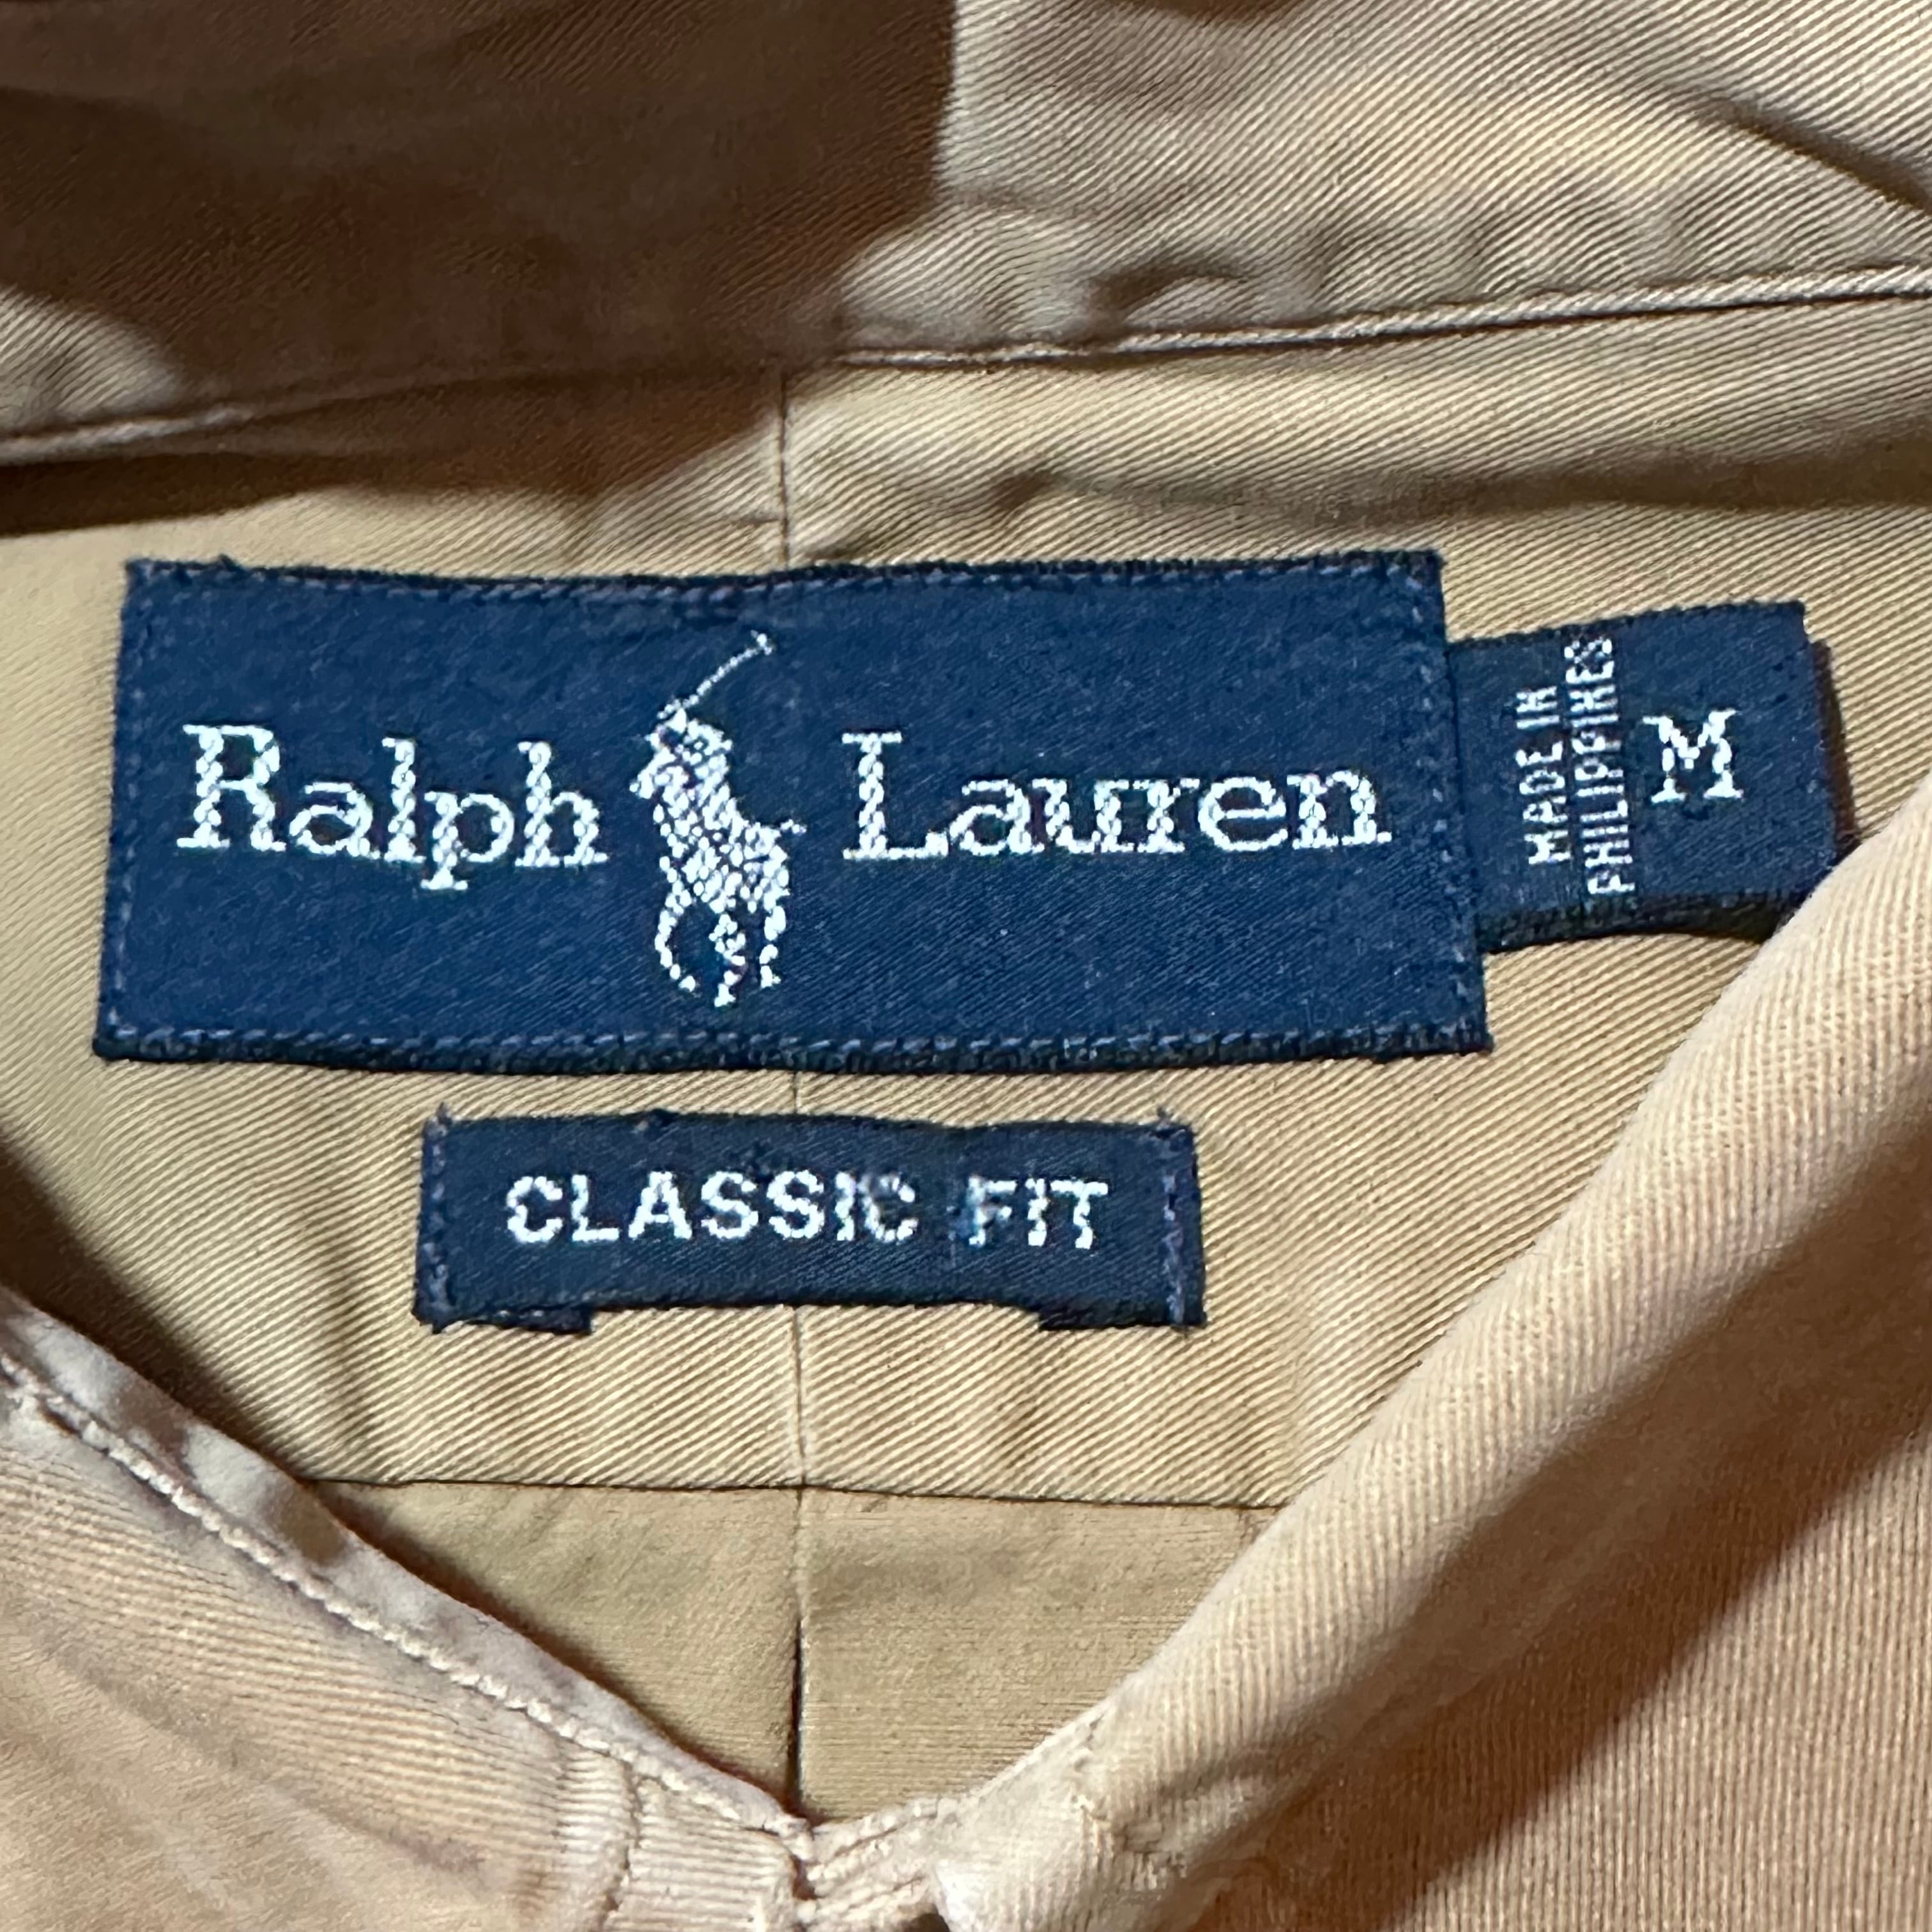 Ralph Lauren
MADE IN
PHILIPPINES
M
CLASSIC FIT